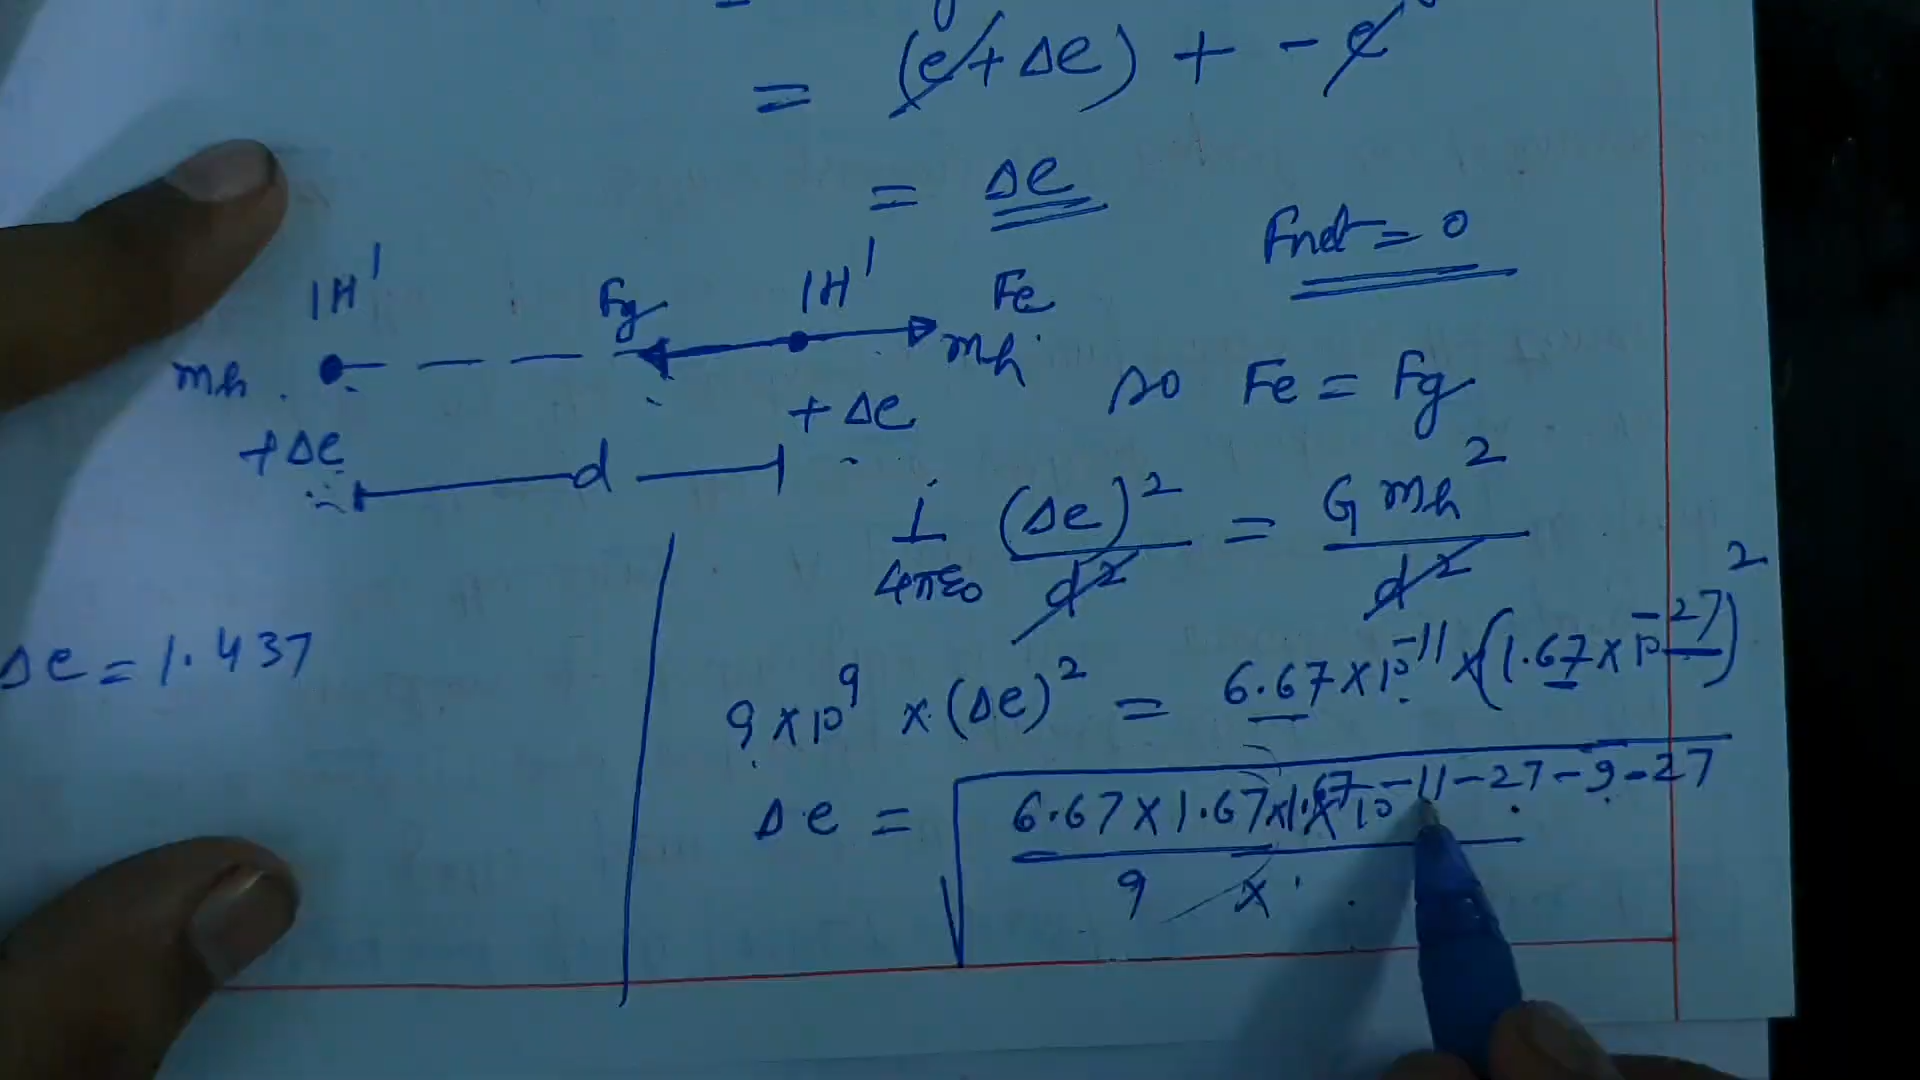 = (e + Δe) + - e
= Δe
Fnet = 0
1H¹ Fg 1H¹ Fe
mh mh
+Δe +Δe
d
so Fe = Fg
1/4πε0 (Δe)²/d² = G mh²/d²
9 x 10⁹ x (Δe)² = 6.67 x 10⁻¹¹ x (1.67 x 10⁻²⁷)²
Δe = √(6.67 x 1.67 x 1.67 x 10⁻¹¹⁻²⁷⁻⁹⁻²⁷ / 9 x
Δe = 1.437